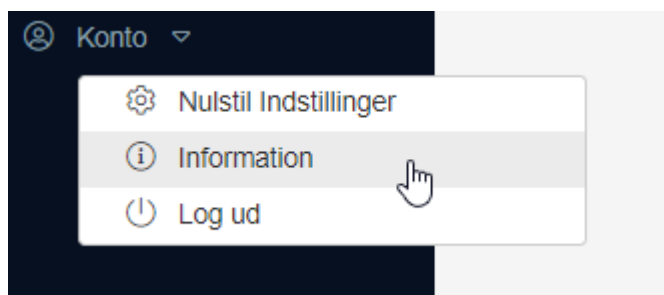 Konto
Nulstil Indstillinger
Information
Log ud